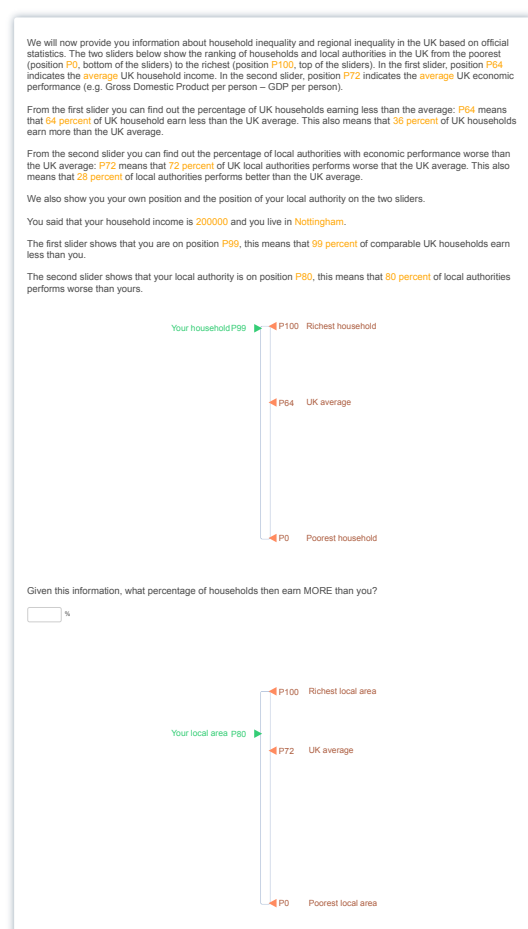 We will now provide you information about household inequality and regional inequality in the UK based on official
statistics. The two sliders below show the ranking of households and local authorities in the UK from the poorest
(position P0, bottom of the sliders) to the richest (position P100, top of the sliders). In the first slider, position P64
indicates the average UK household income. In the second slider, position P72 indicates the average UK economic
performance (e.g. Gross Domestic Product per person – GDP per person).
From the first slider you can find out the percentage of UK households earning less than the average: P64 means
that 64 percent of UK household earn less than the UK average. This also means that 36 percent of UK households
earn more than the UK average.
From the second slider you can find out the percentage of local authorities with economic performance worse than
the UK average: P72 means that 72 percent of UK local authorities performs worse that the UK average. This also
means that 28 percent of local authorities performs better than the UK average.
We also show you your own position and the position of your local authority on the two sliders.
You said that your household income is 200000 and you live in Nottingham.
The first slider shows that you are on position P99, this means that 99 percent of comparable UK households earn
less than you.
The second slider shows that your local authority is on position P80, this means that 80 percent of local authorities
performs worse than yours.
Your household P99 P100 Richest household
P64 UK average
P0 Poorest household
Given this information, what percentage of households then earn MORE than you?
%
P100 Richest local area
Your local area P80
P72 UK average
P0 Poorest local area